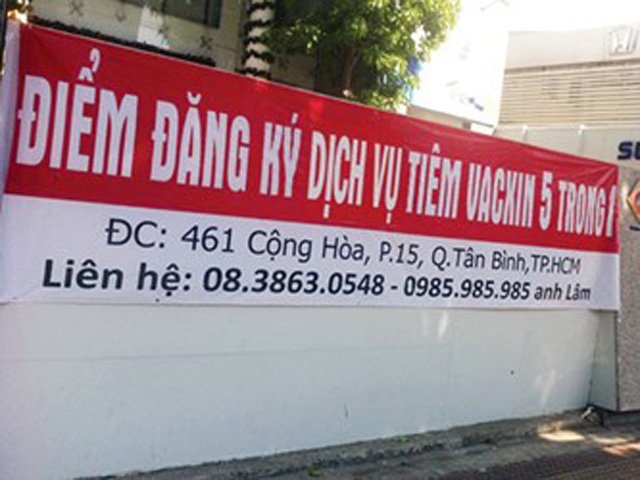 ĐIỂM ĐĂNG KÝ DỊCH VỤ TIÊM VACXIN 5 TRONG 1
ĐC: 461 Cộng Hòa, P.15, Q.Tân Bình,TP.HCM
Liên hệ: 08.3863.0548 - 0985.985.985 anh Lâm